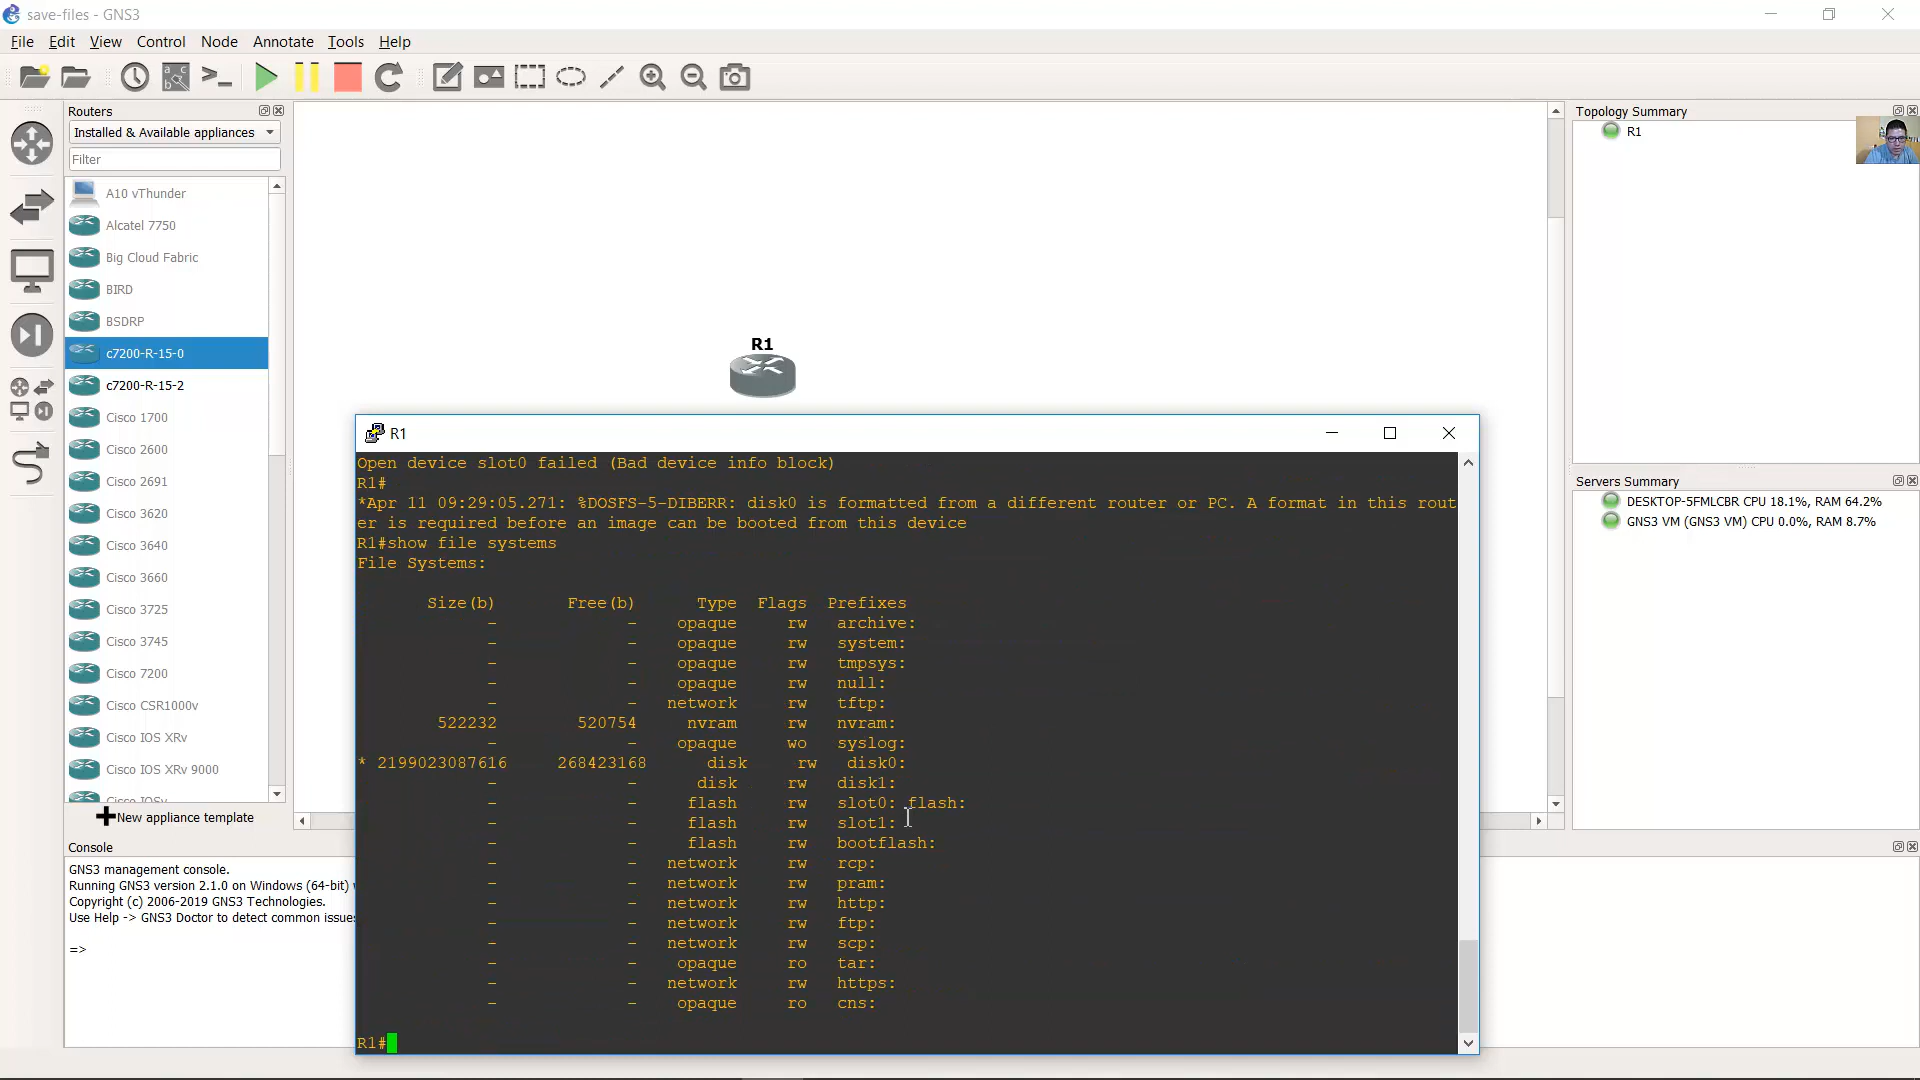 save-files - GNS3
File Edit View Control Node Annotate Tools Help
Routers
Installed & Available appliances
Filter
A10 vThunder
Alcatel 7750
Big Cloud Fabric
BIRD
BSDRP
c7200-R-15-0
c7200-R-15-2
Cisco 1700
Cisco 2600
Cisco 2691
Cisco 3620
Cisco 3640
Cisco 3660
Cisco 3725
Cisco 3745
Cisco 7200
Cisco CSR1000v
Cisco IOS XRv
Cisco IOS XRv 9000
Cisco IOSv
New appliance template
R1
R1
Open device slot0 failed (Bad device info block)
R1#
*Apr 11 09:29:05.271: %DOSFS-5-DIBERR: disk0 is formatted from a different router or PC. A format in this rout
er is required before an image can be booted from this device
R1#show file systems
File Systems:
Size(b) Free(b) Type Flags Prefixes
- - opaque rw archive:
- - opaque rw system:
- - opaque rw tmpsys:
- - opaque rw null:
- - network rw tftp:
522232 520754 nvram rw nvram:
- - opaque wo syslog:
* 2199023087616 268423168 disk rw disk0:
- - disk rw disk1:
- - flash rw slot0: flash:
- - flash rw slot1:
- - flash rw bootflash:
- - network rw rcp:
- - network rw pram:
- - network rw http:
- - network rw ftp:
- - network rw scp:
- - opaque ro tar:
- - network rw https:
- - opaque ro cns:
R1#
Topology Summary
R1
Servers Summary
DESKTOP-5FMLCBR CPU 18.1%, RAM 64.2%
GNS3 VM (GNS3 VM) CPU 0.0%, RAM 8.7%
Console
GNS3 management console.
Running GNS3 version 2.1.0 on Windows (64-bit)
Copyright (c) 2006-2019 GNS3 Technologies.
Use Help -> GNS3 Doctor to detect common issues
=>